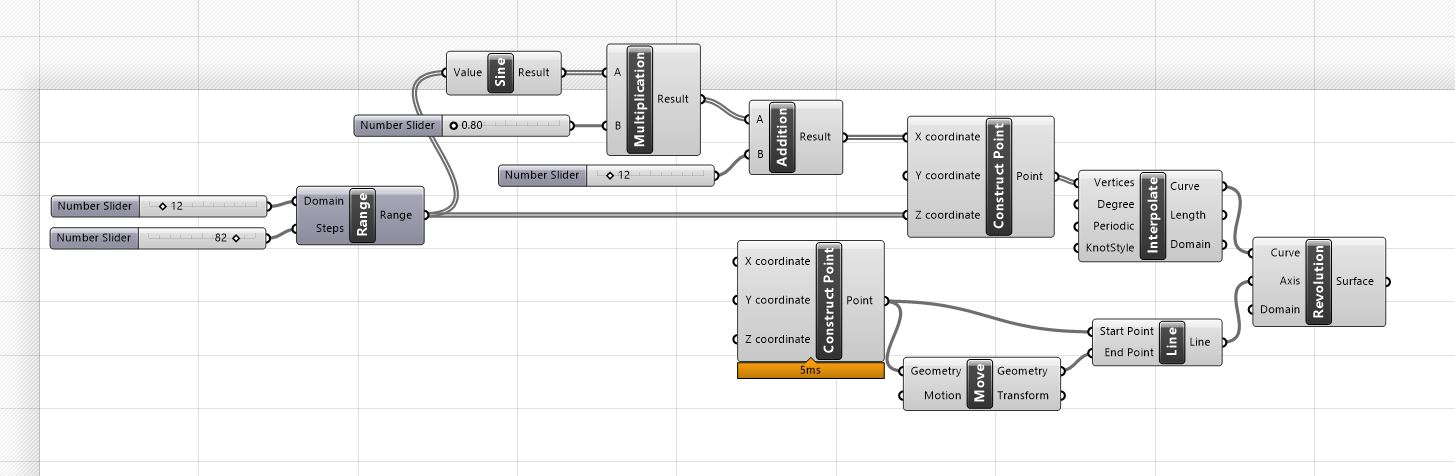 Value Sine Result
Number Slider 0.80
A Multiplication Result
B
Number Slider 12
A Addition Result
B
Number Slider 12
Number Slider 82
Domain Range Range
Steps
X coordinate Construct Point
Y coordinate Point
Z coordinate
Vertices Interpolate Curve
Degree Length
Periodic
KnotStyle Domain
X coordinate Construct Point
Y coordinate Point
Z coordinate
5ms
Geometry Move Geometry
Motion Transform
Start Point Line Line
End Point
Curve Revolution
Axis Surface
Domain